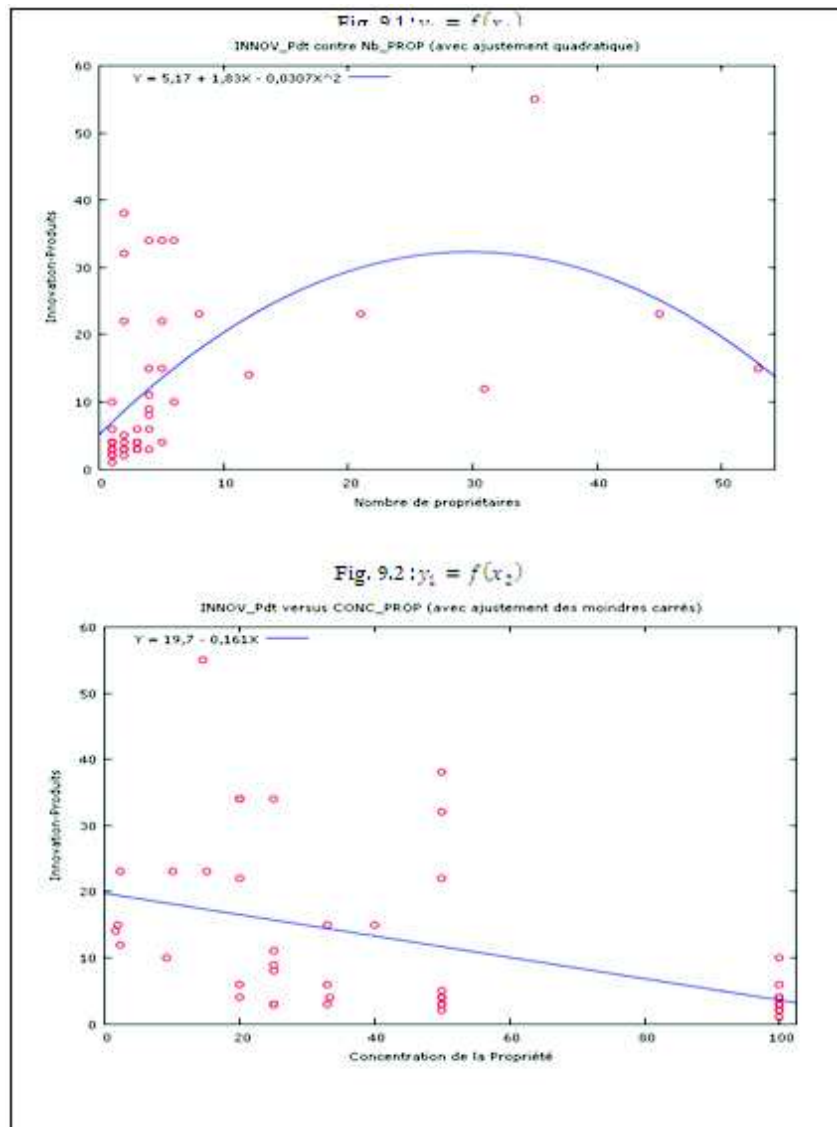 Fig. 9.1 : y₁ = f(x₁)
INNOV_Pdt contre Nb_PROP (avec ajustement quadratique)
Y = 5,17 + 1,83X - 0,0307X^2
60
50
40
30
20
10
0
Innovation-Produits
0 10 20 30 40 50
Nombre de propriétaires
Fig. 9.2 : y₁ = f(x₂)
INNOV_Pdt versus CONC_PROP (avec ajustement des moindres carrés)
Y = 19,7 - 0,161X
60
50
40
30
20
10
0
Innovation-Produits
0 20 40 60 80 100
Concentration de la Propriété